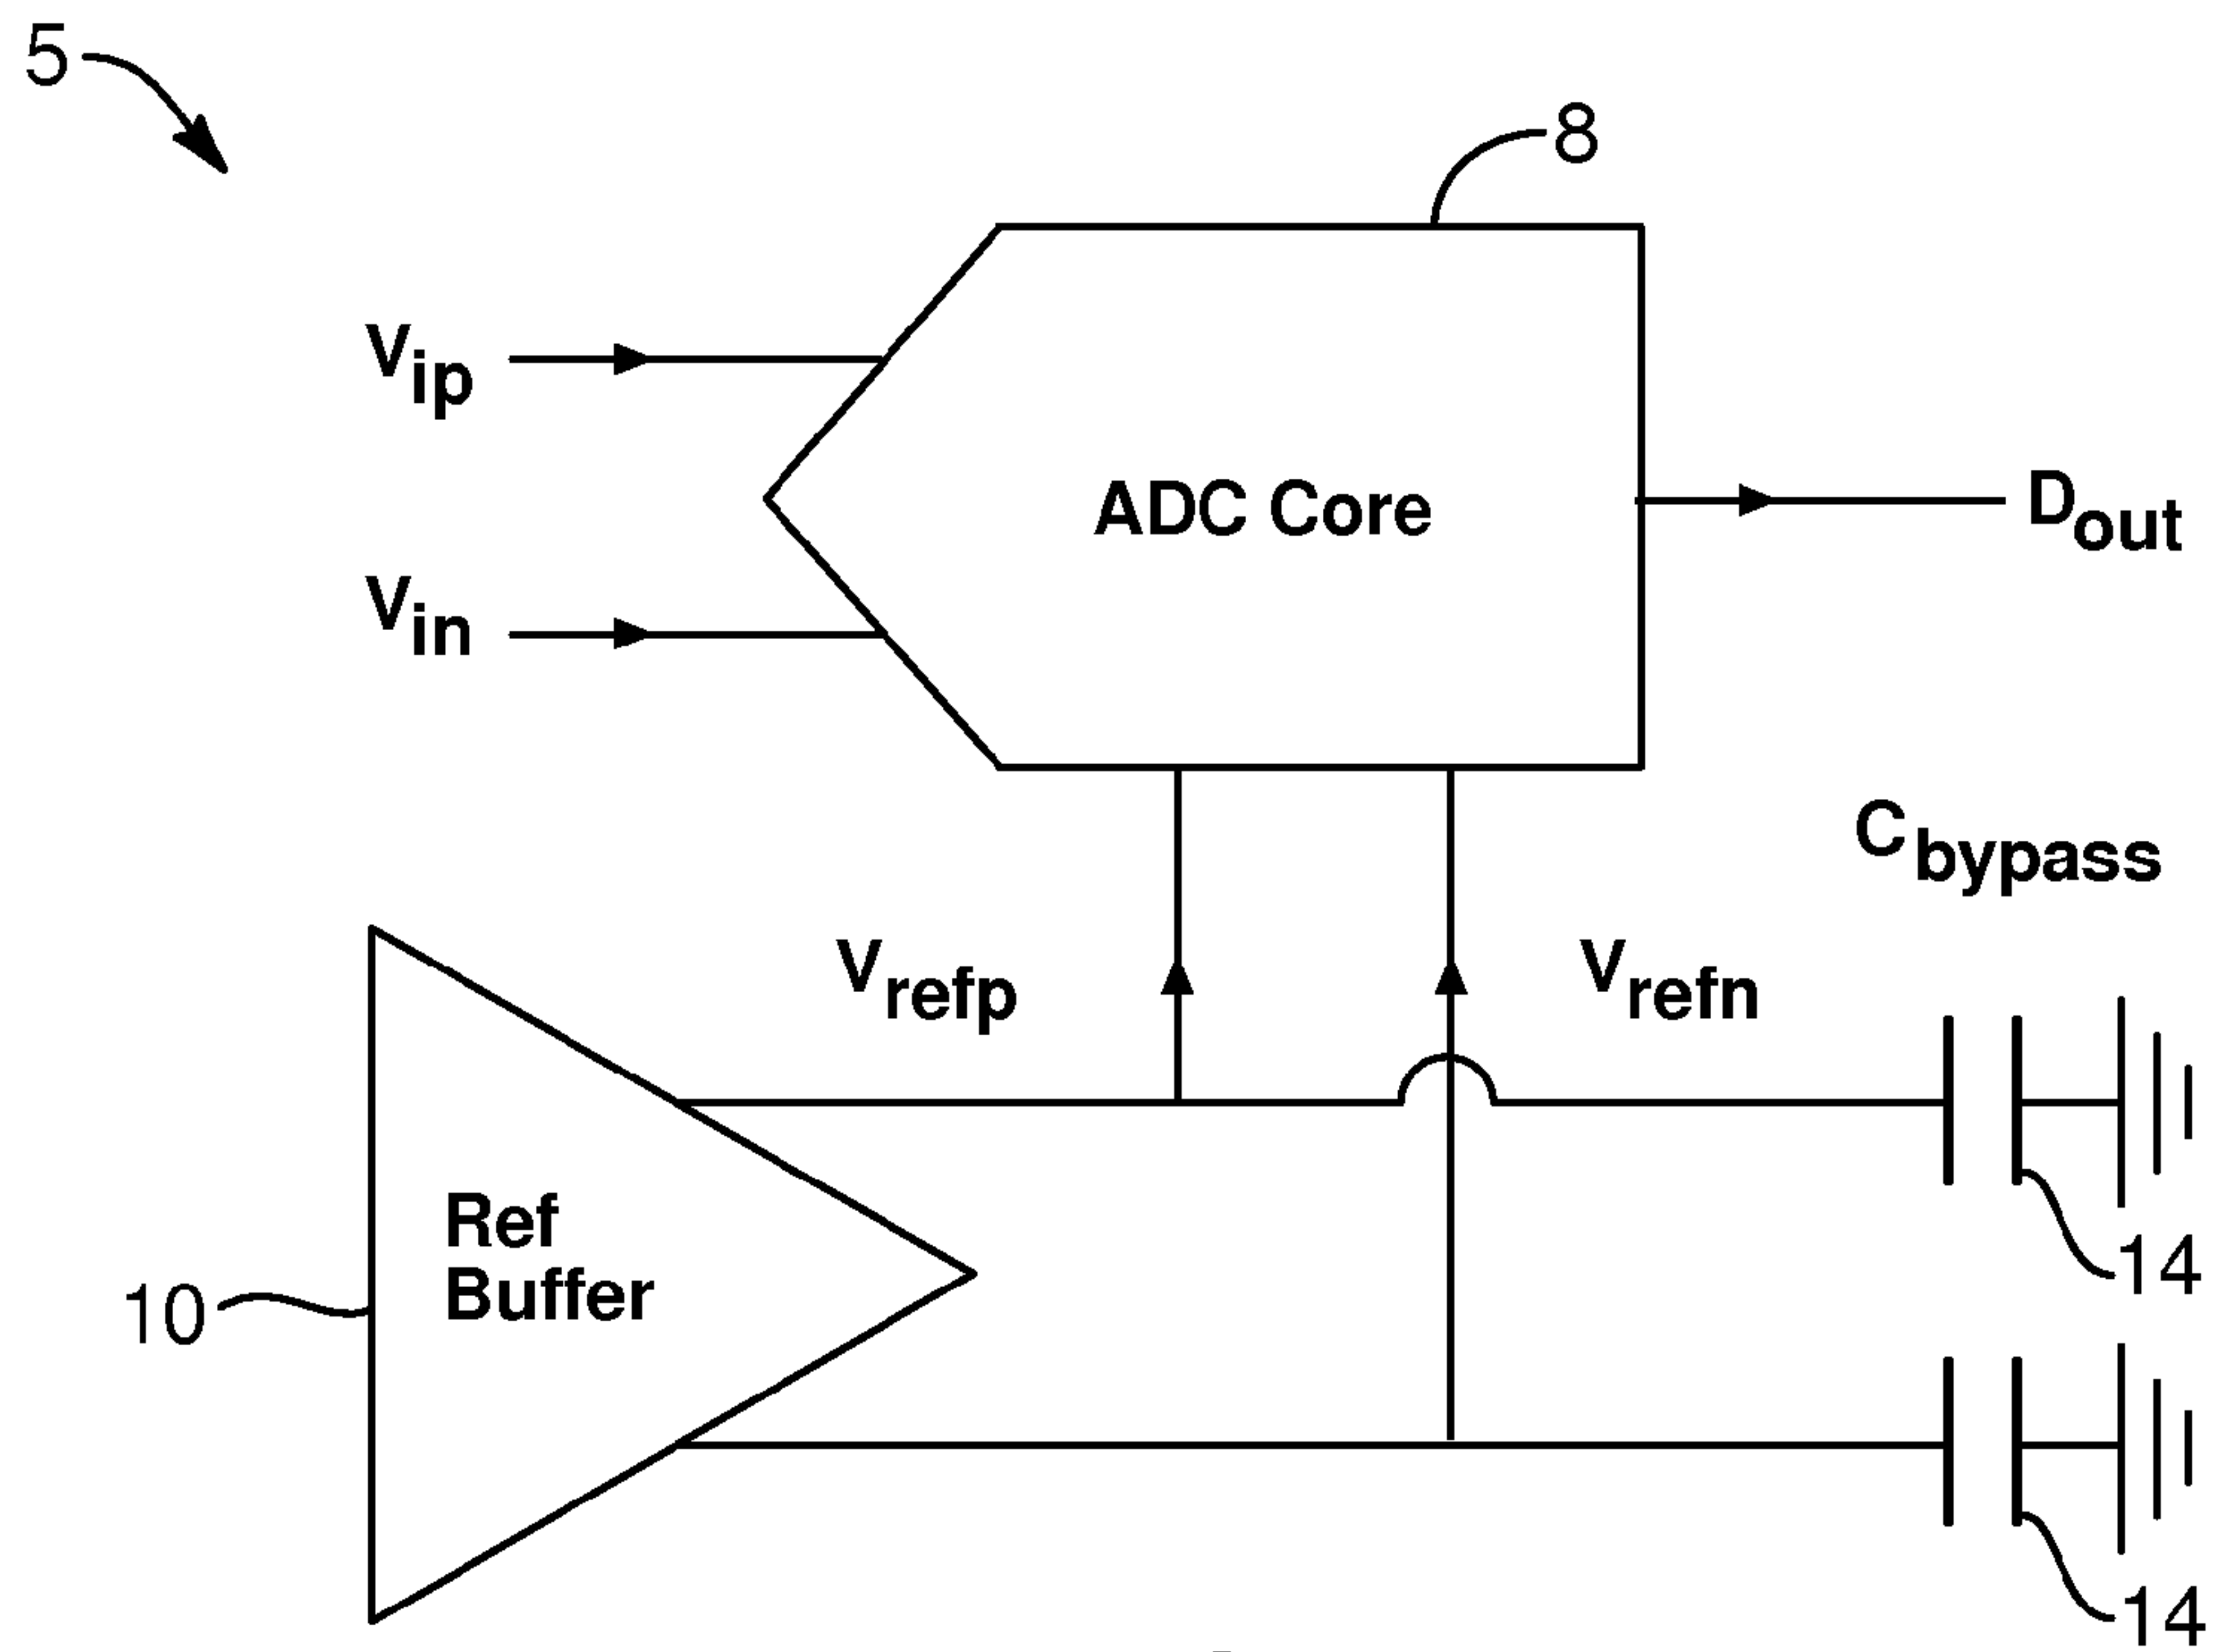 5
8
Vip
ADC Core
Dout
Vin
Cbypass
Vrefp
Vrefn
Ref
Buffer
10
14
14